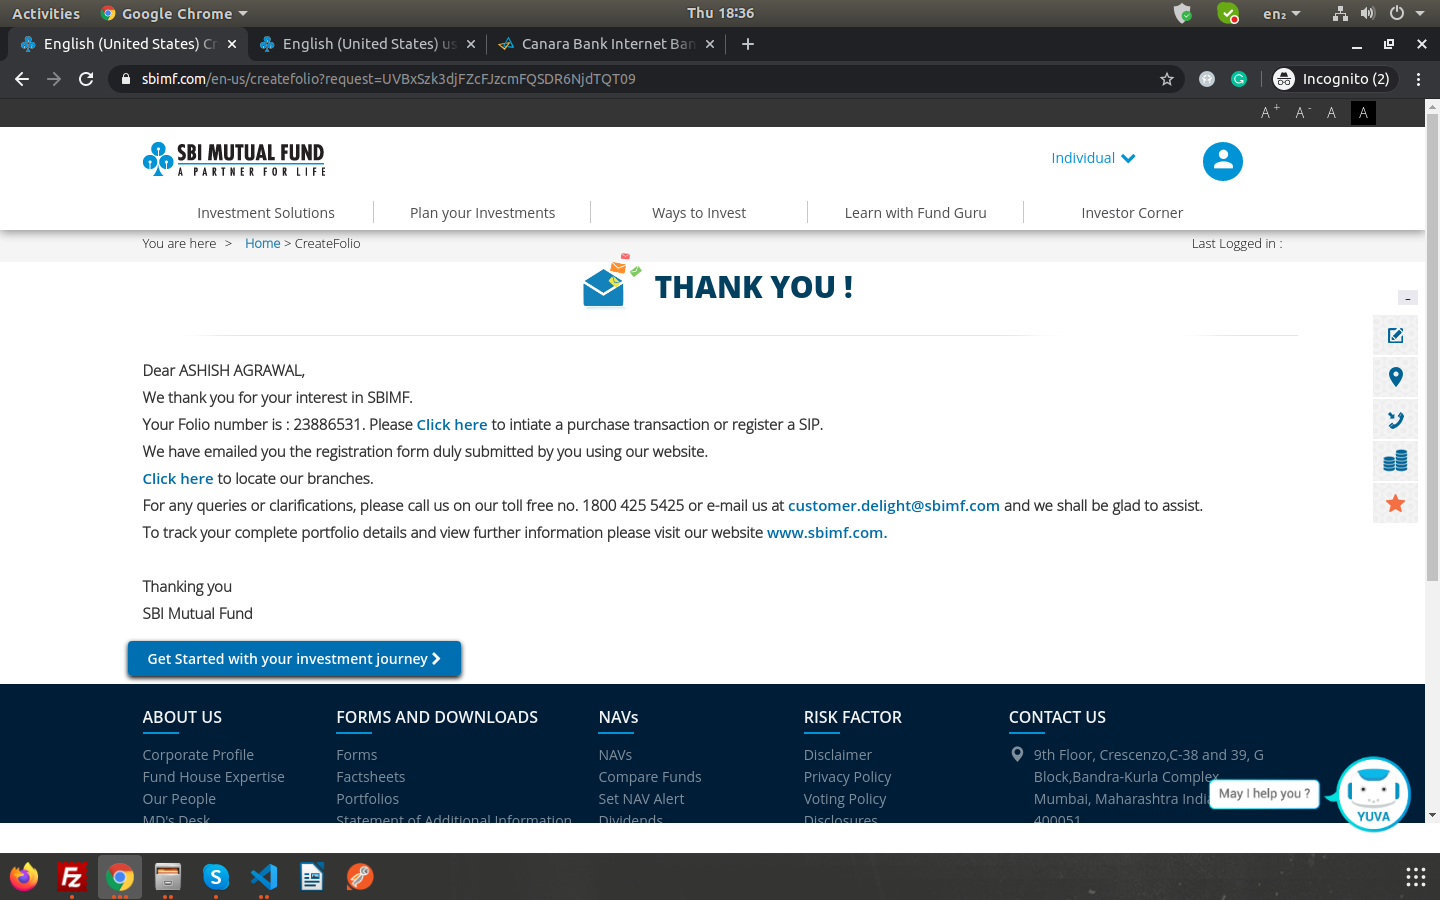 Activities
Google Chrome
Thu 18:36
en₂
English (United States) Cr
English (United States) us
Canara Bank Internet Ban
sbimf.com/en-us/createfolio?request=UVBxSzk3djFZcFJzcmFQSDR6NjdTQT09
Incognito (2)
A+ A- A A
SBI MUTUAL FUND
A PARTNER FOR LIFE
Individual
Investment Solutions
Plan your Investments
Ways to Invest
Learn with Fund Guru
Investor Corner
You are here > Home > CreateFolio
Last Logged in :
THANK YOU !
Dear ASHISH AGRAWAL,
We thank you for your interest in SBIMF.
Your Folio number is : 23886531. Please Click here to intiate a purchase transaction or register a SIP.
We have emailed you the registration form duly submitted by you using our website.
Click here to locate our branches.
For any queries or clarifications, please call us on our toll free no. 1800 425 5425 or e-mail us at customer.delight@sbimf.com and we shall be glad to assist.
To track your complete portfolio details and view further information please visit our website www.sbimf.com.
Thanking you
SBI Mutual Fund
Get Started with your investment journey
ABOUT US
Corporate Profile
Fund House Expertise
Our People
MD's Desk
FORMS AND DOWNLOADS
Forms
Factsheets
Portfolios
Statement of Additional Information
NAVs
NAVs
Compare Funds
Set NAV Alert
Dividends
RISK FACTOR
Disclaimer
Privacy Policy
Voting Policy
Disclosures
CONTACT US
9th Floor, Crescenzo,C-38 and 39, G
Block,Bandra-Kurla Complex
Mumbai, Maharashtra India
400051
May I help you ?
YUVA